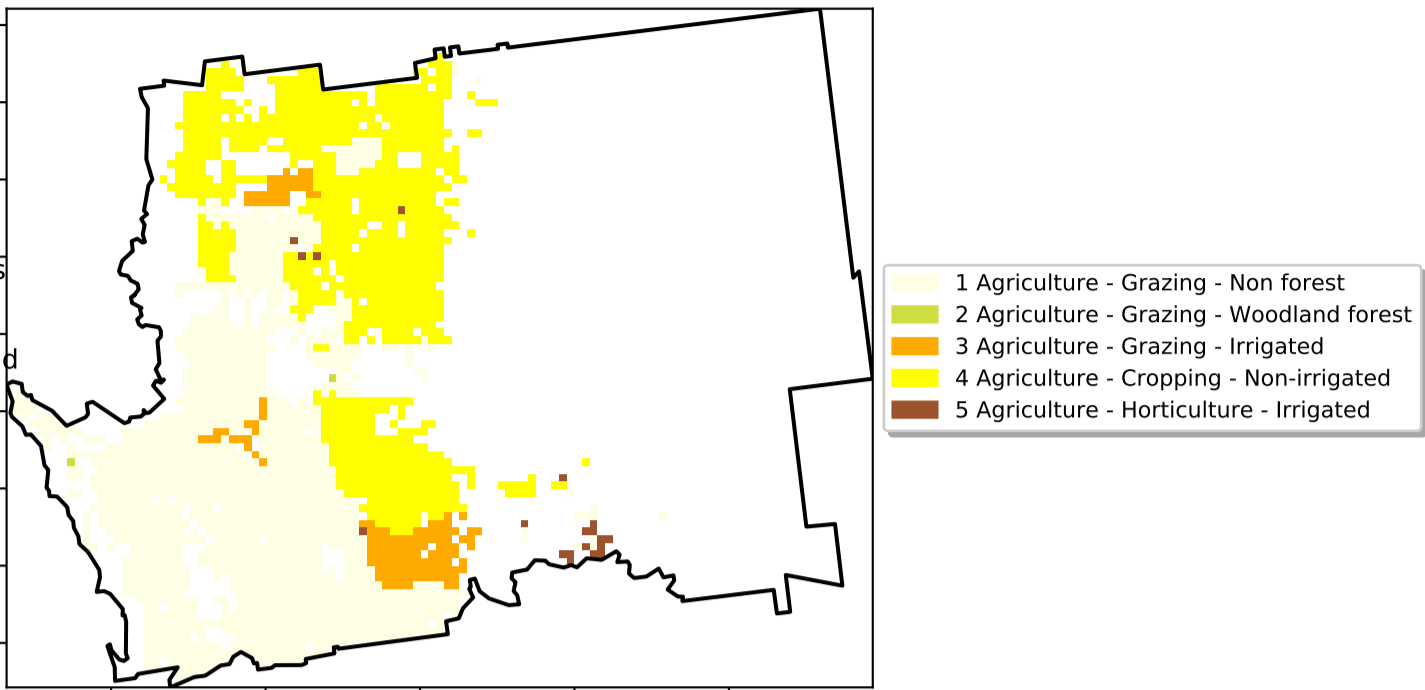 s
d
1 Agriculture - Grazing - Non forest
2 Agriculture - Grazing - Woodland forest
3 Agriculture - Grazing - Irrigated
4 Agriculture - Cropping - Non-irrigated
5 Agriculture - Horticulture - Irrigated